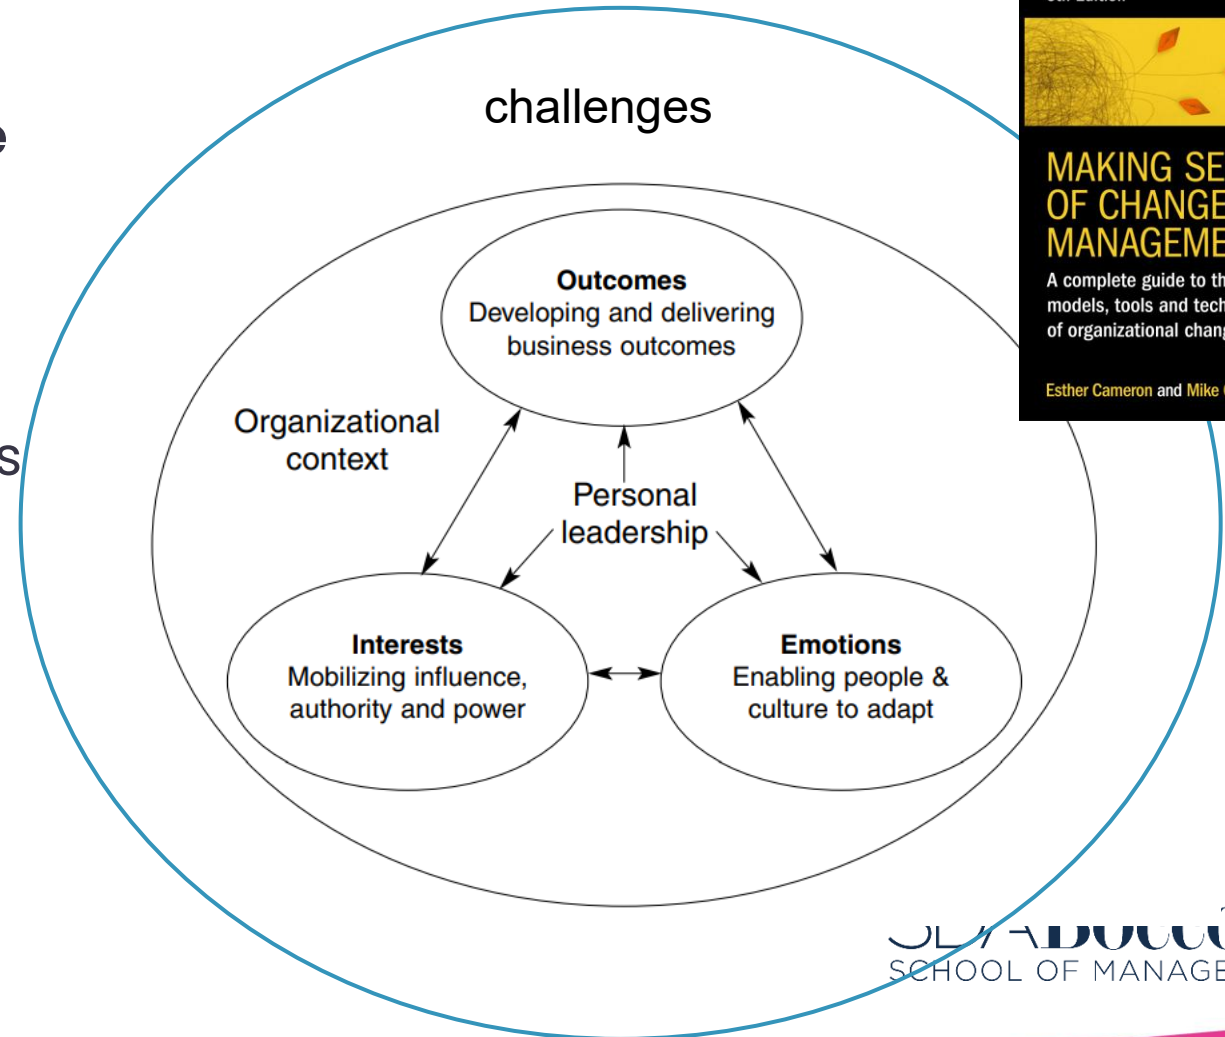 challenges
MAKING SE
OF CHANGE
MANAGEME
A complete guide to th
models, tools and tech
of organizational chang
Esther Cameron and Mike
Outcomes
Developing and delivering
business outcomes
Organizational
context
Personal
leadership
Interests
Mobilizing influence,
authority and power
Emotions
Enabling people &
culture to adapt
SCHOOL OF MANAGE